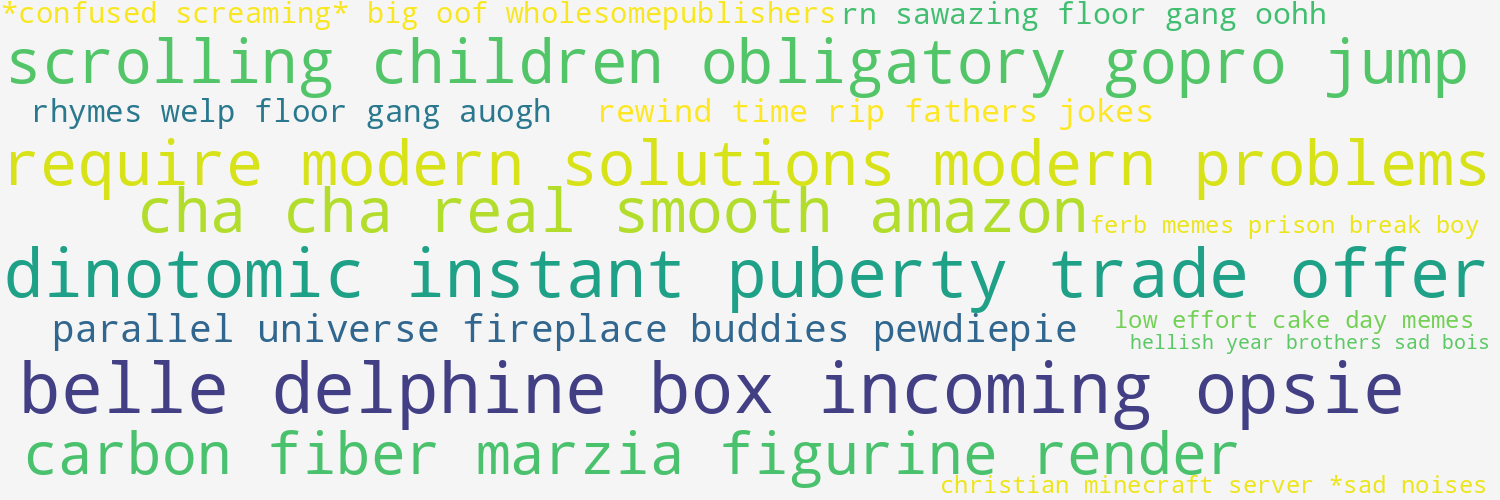 *confused screaming* big oof wholesomepublishers
rn sawazing floor gang oohh
scrolling children obligatory gopro jump
rhymes welp floor gang auogh
rewind time rip fathers jokes
require modern solutions modern problems
cha cha real smooth amazon
ferb memes prison break boy
dinotomic instant puberty trade offer
parallel universe fireplace buddies pewdiepie
low effort cake day memes
hellish year brothers sad bois
belle delphine box incoming opsie
carbon fiber marzia figurine render
christian minecraft server *sad noises